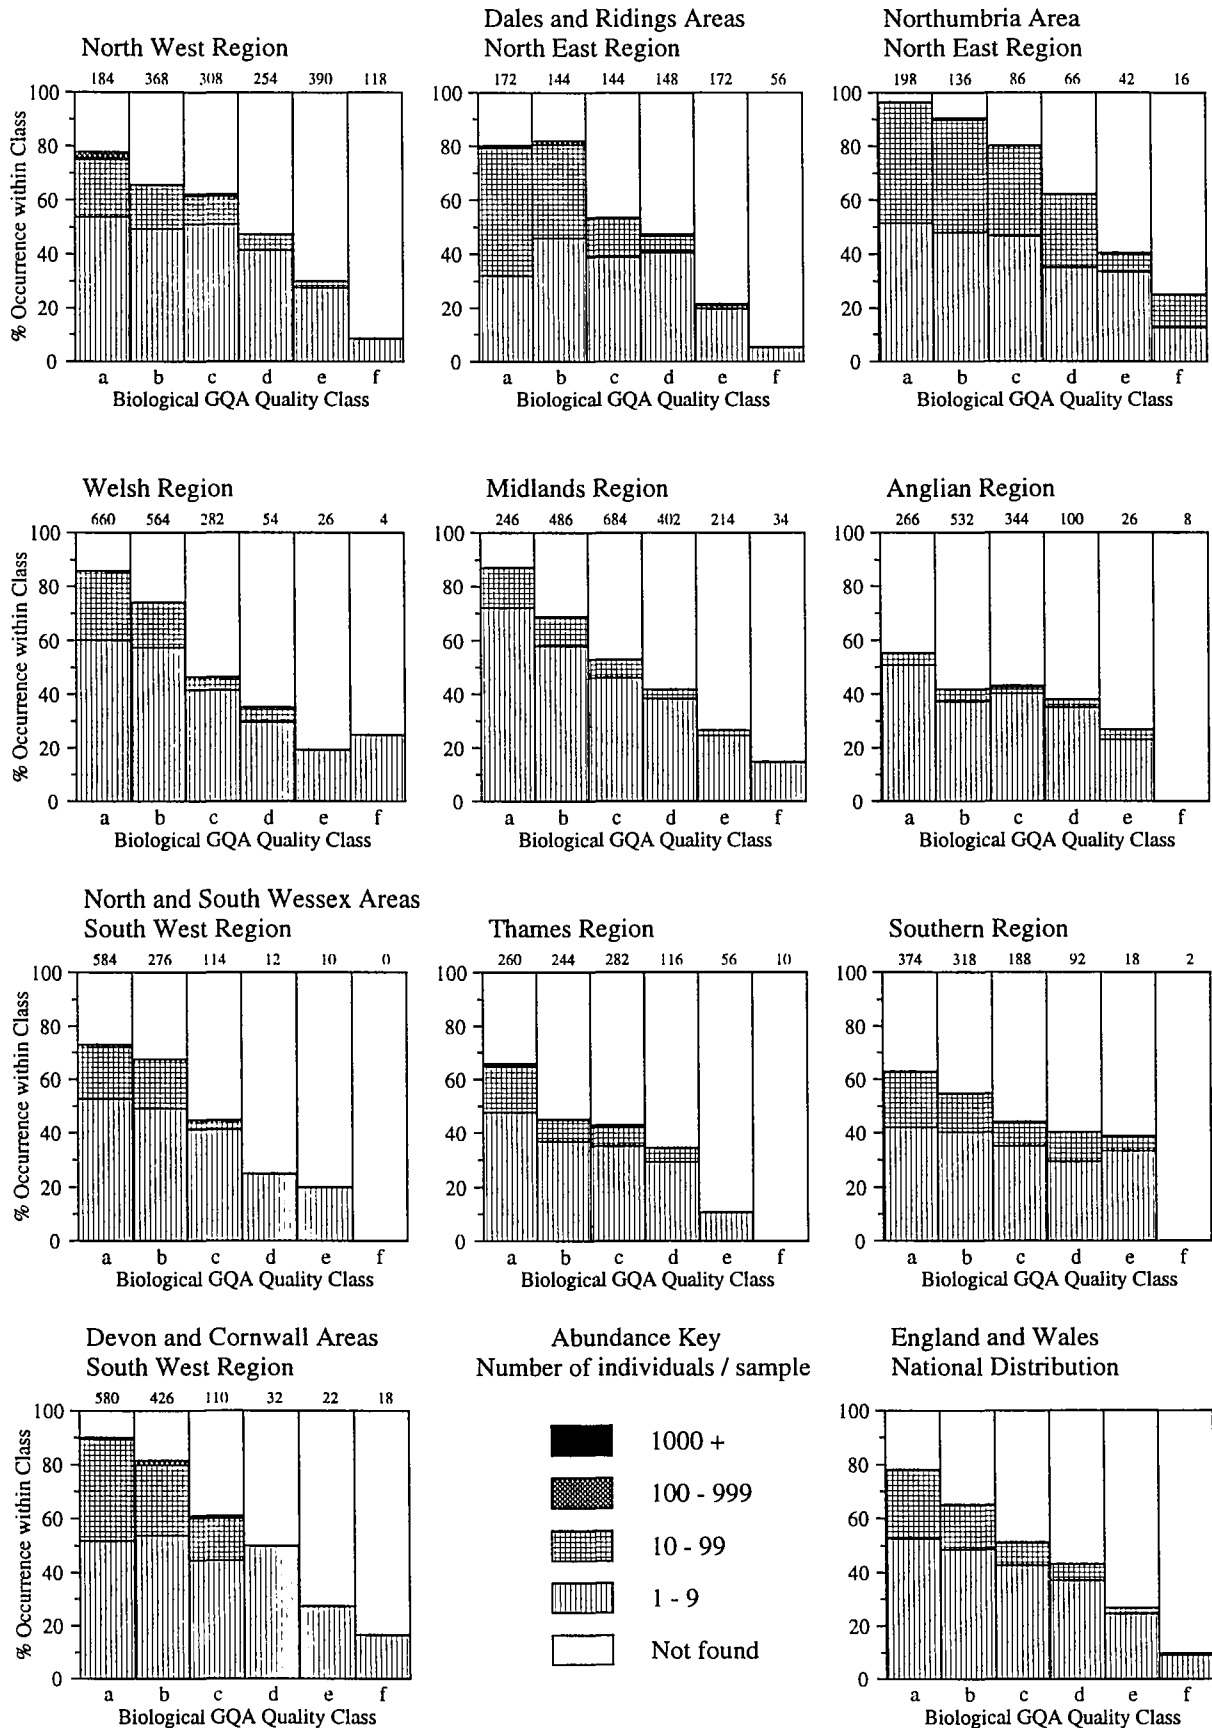 North West Region
184 368 308 254 390 118
100
80
60
40
20
0
% Occurrence within Class
a b c d e f
Biological GQA Quality Class
Dales and Ridings Areas
North East Region
172 144 144 148 172 56
100
80
60
40
20
0
a b c d e f
Biological GQA Quality Class
Northumbria Area
North East Region
198 136 86 66 42 16
100
80
60
40
20
0
a b c d e f
Biological GQA Quality Class
Welsh Region
660 564 282 54 26 4
100
80
60
40
20
0
% Occurrence within Class
a b c d e f
Biological GQA Quality Class
Midlands Region
246 486 684 402 214 34
100
80
60
40
20
0
a b c d e f
Biological GQA Quality Class
Anglian Region
266 532 344 100 26 8
100
80
60
40
20
0
a b c d e f
Biological GQA Quality Class
North and South Wessex Areas
South West Region
584 276 114 12 10 0
100
80
60
40
20
0
% Occurrence within Class
a b c d e f
Biological GQA Quality Class
Thames Region
260 244 282 116 56 10
100
80
60
40
20
0
a b c d e f
Biological GQA Quality Class
Southern Region
374 318 188 92 18 2
100
80
60
40
20
0
a b c d e f
Biological GQA Quality Class
Devon and Cornwall Areas
South West Region
580 426 110 32 22 18
100
80
60
40
20
0
% Occurrence within Class
a b c d e f
Biological GQA Quality Class
Abundance Key
Number of individuals / sample
1000 +
100 - 999
10 - 99
1 - 9
Not found
England and Wales
National Distribution
100
80
60
40
20
0
a b c d e f
Biological GQA Quality Class